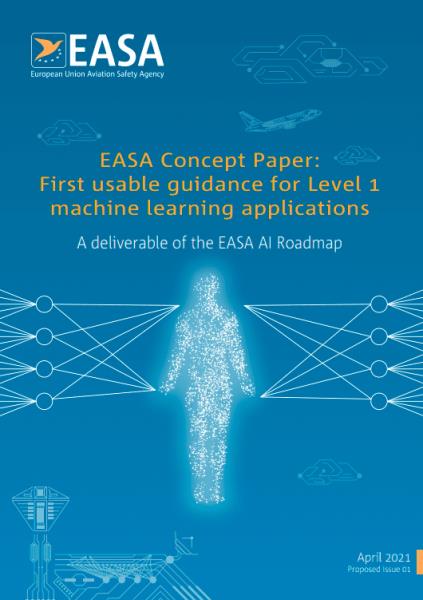 EASA
European Union Aviation Safety Agency
EASA Concept Paper:
First usable guidance for Level 1
machine learning applications
A deliverable of the EASA AI Roadmap
April 2021
Proposed Issue 01